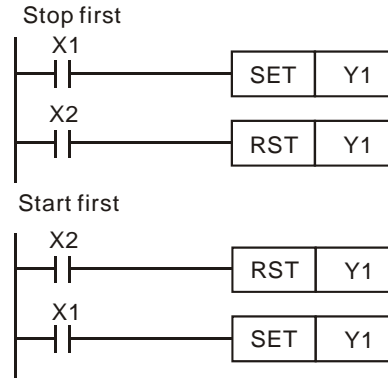 Stop first
X1
SET Y1
X2
RST Y1
Start first
X2
RST Y1
X1
SET Y1